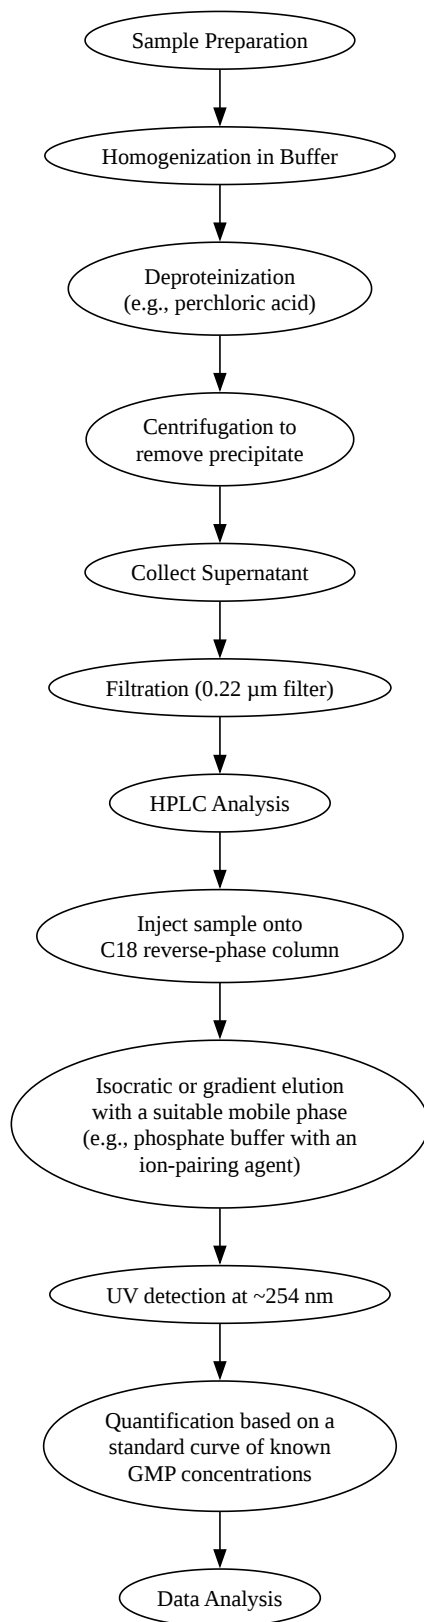 Sample Preparation
Homogenization in Buffer
Deproteinization
(e.g., perchloric acid)
Centrifugation to
remove precipitate
Collect Supernatant
Filtration (0.22 µm filter)
HPLC Analysis
Inject sample onto
C18 reverse-phase column
Isocratic or gradient elution
with a suitable mobile phase
(e.g., phosphate buffer with an
ion-pairing agent)
UV detection at ~254 nm
Quantification based on a
standard curve of known
GMP concentrations
Data Analysis